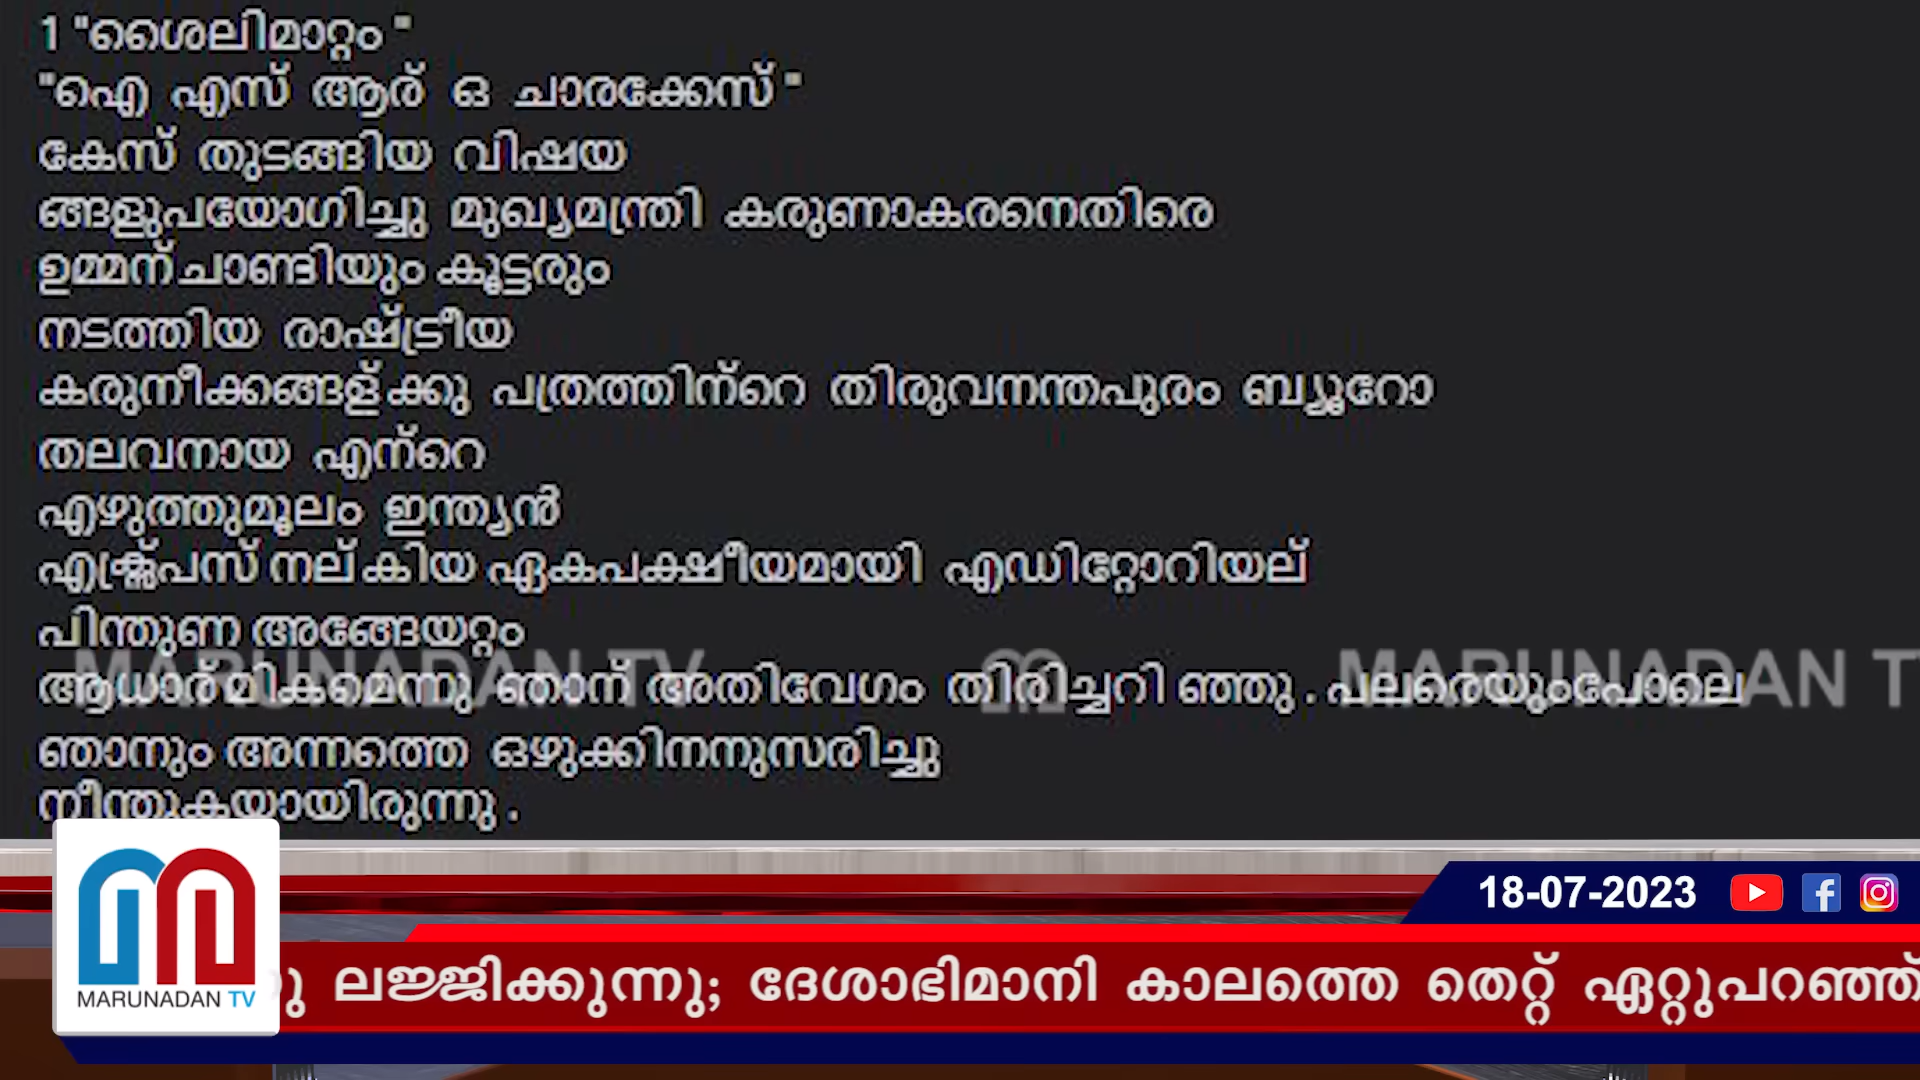 1 "ശൈലിമാറ്റം "
"ഐ എസ് ആര് ഒ ചാരക്കേസ് "
കേസ് തുടങ്ങിയ വിഷയ
ങ്ങളുപയോഗിച്ചു മുഖ്യമന്ത്രി കരുണാകരനെതിരെ
ഉമ്മന് ചാണ്ടിയും കൂട്ടരും
നടത്തിയ രാഷ്ട്രീയ
കരുനീക്കങ്ങള് ക്കു പത്രത്തിന്റെ തിരുവനന്തപുരം ബ്യൂറോ
തലവനായ എന്റെ
എഴുത്തുമൂലം ഇന്ത്യൻ
എക്സ്പ്രസ് നല് കിയ ഏകപക്ഷീയമായി എഡിറ്റോറിയല്
പിന്തുണ അങ്ങേയറ്റം
ആധാര് മികമെന്നു ഞാന് അതിവേഗം തിരിച്ചറി ഞ്ഞു . പലരെയുംപോലെ
ഞാനും അന്നത്തെ ഒഴുക്കിനനുസരിച്ചു
നീന്തുകയായിരുന്നു .
MARUNADAN TV
MARUNADAN T
18-07-2023
MARUNADAN TV
ലജ്ജിക്കുന്നു; ദേശാഭിമാനി കാലത്തെ തെറ്റ് ഏറ്റുപറഞ്ഞ്